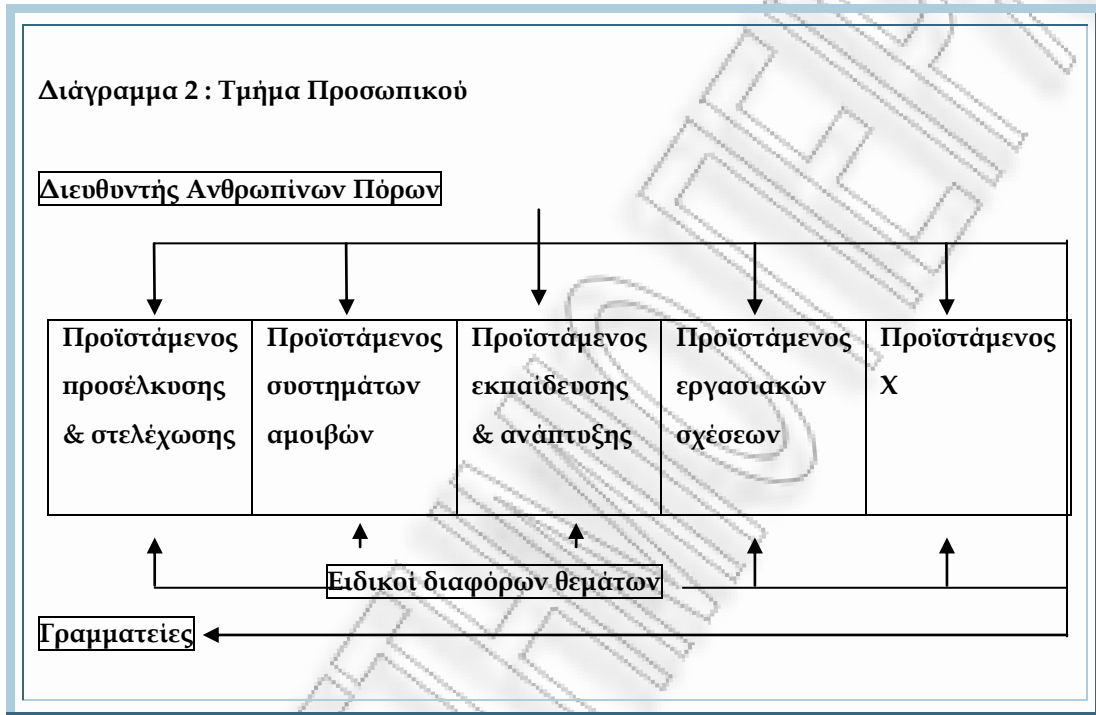 Διάγραμμα 2 : Τμήμα Προσωπικού
Διευθυντής Ανθρωπίνων Πόρων
Προϊστάμενος
προσέλκυσης
& στελέχωσης
Προϊστάμενος
συστημάτων
αμοιβών
Προϊστάμενος
εκπαίδευσης
& ανάπτυξης
Προϊστάμενος
εργασιακών
σχέσεων
Προϊστάμενος
Χ
Ειδικοί διαφόρων θεμάτων
Γραμματείες